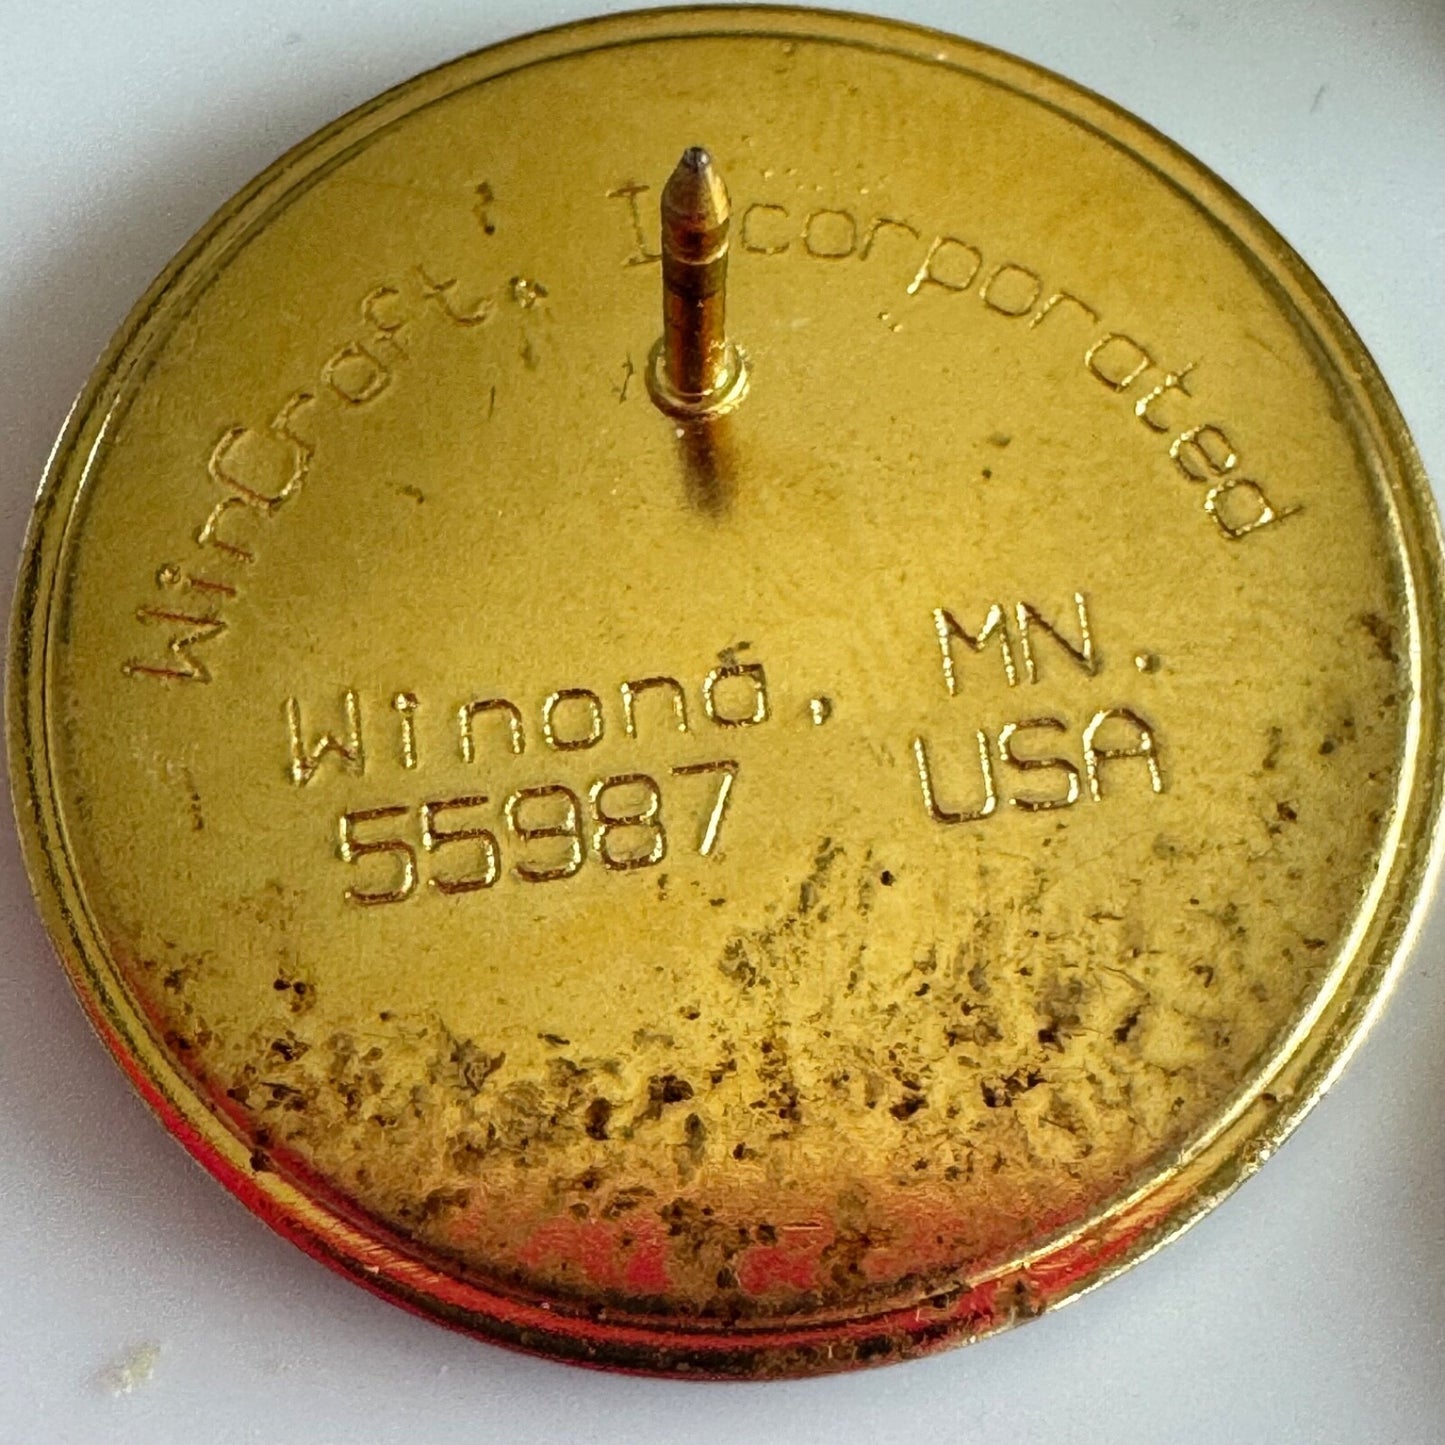 WinCraft, Incorporated
Winona, MN.
55987 USA